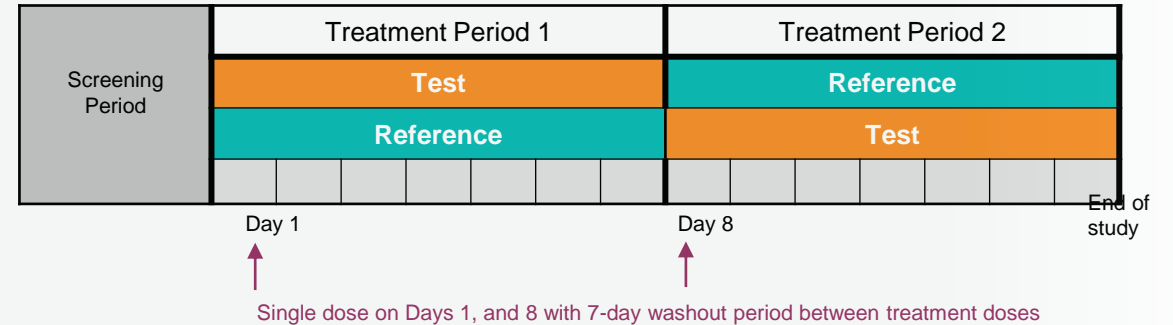 Treatment Period 1
Treatment Period 2
Screening
Period
Test
Reference
Reference
Test
Day 1
Day 8
End of
study
Single dose on Days 1, and 8 with 7-day washout period between treatment doses